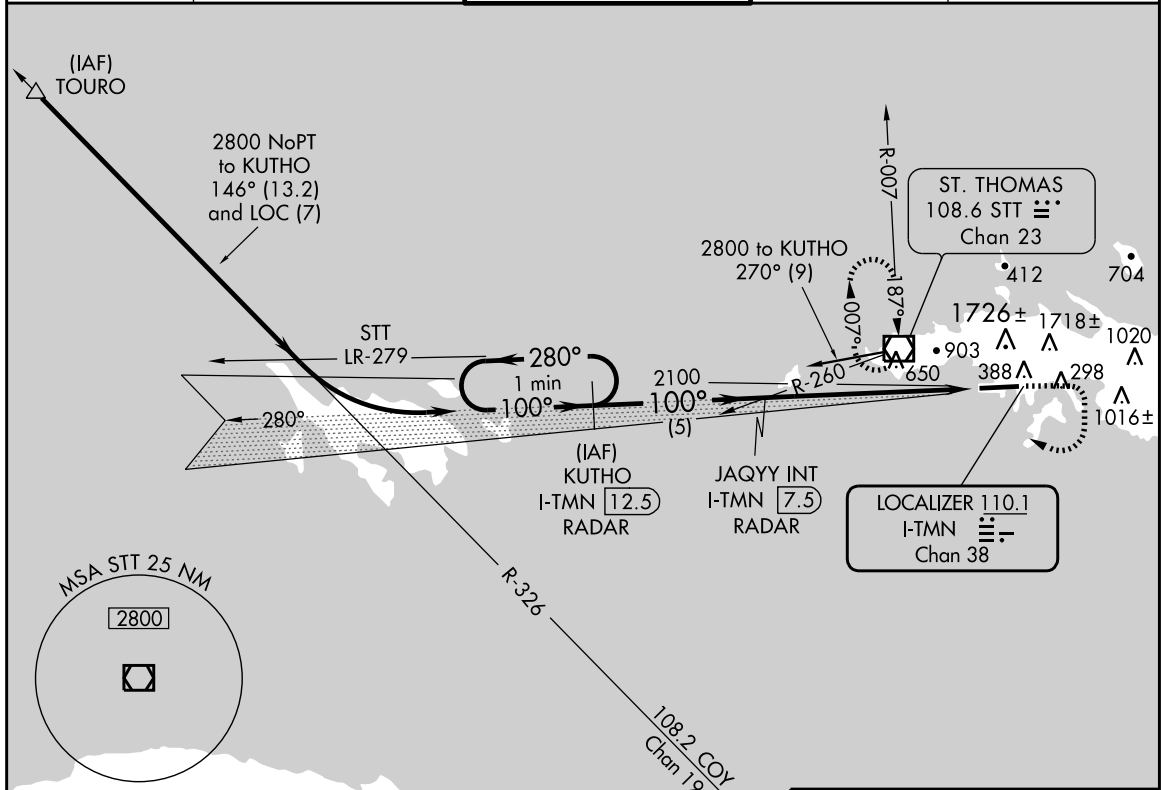 (IAF)
TOURO
2800 NoPT
to KUTHO
146° (13.2)
and LOC (7)
R-007
ST. THOMAS
108.6 STT
Chan 23
2800 to KUTHO
270° (9)
187°
007°
412
704
1726±
1718±
1020
903
650
388
298
1016±
STT
LR-279
280°
1 min
100°
2100
R-260
100°
(5)
280°
(IAF)
KUTHO
I-TMN 12.5
RADAR
JAQYY INT
I-TMN 7.5
RADAR
LOCALIZER 110.1
I-TMN
Chan 38
R-326
MSA STT 25 NM
2800
108.2 COY
Chan 19